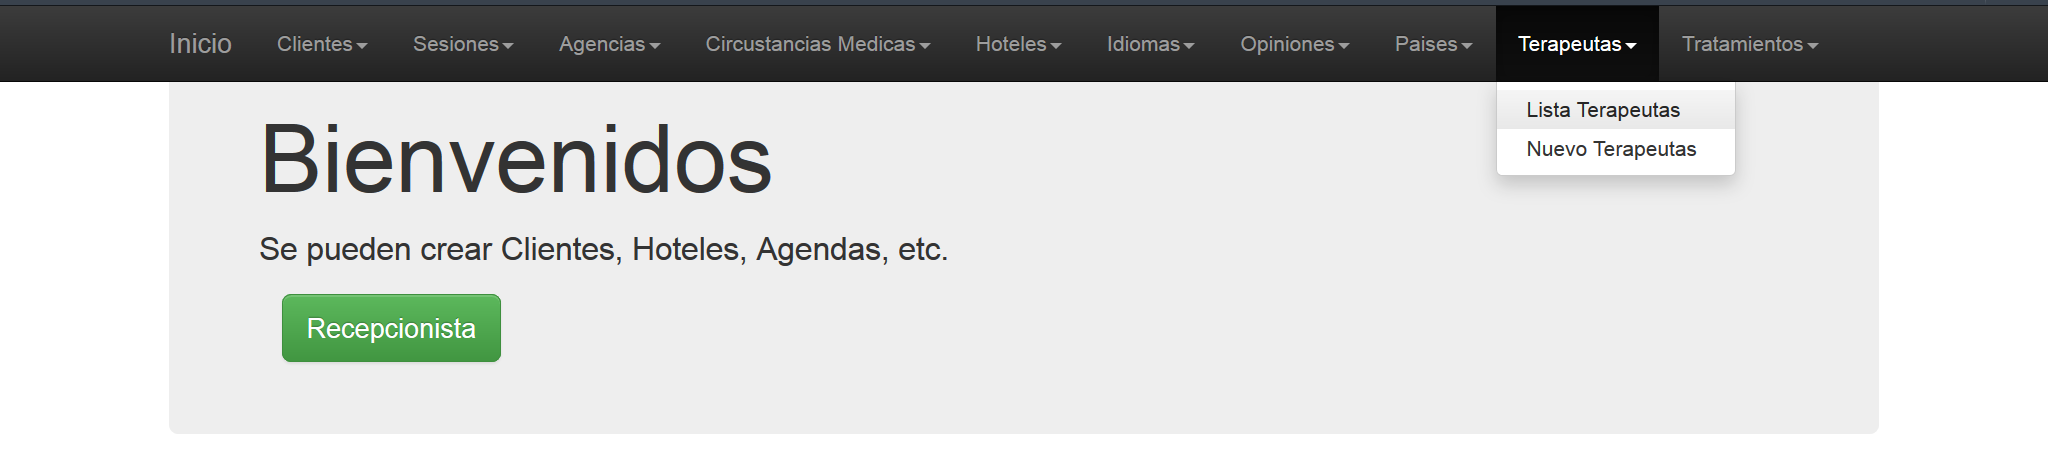 Inicio Clientes Sesiones Agencias Circustancias Medicas Hoteles Idiomas Opiniones Paises Terapeutas Tratamientos
Lista Terapeutas
Nuevo Terapeutas
Bienvenidos
Se pueden crear Clientes, Hoteles, Agendas, etc.
Recepcionista